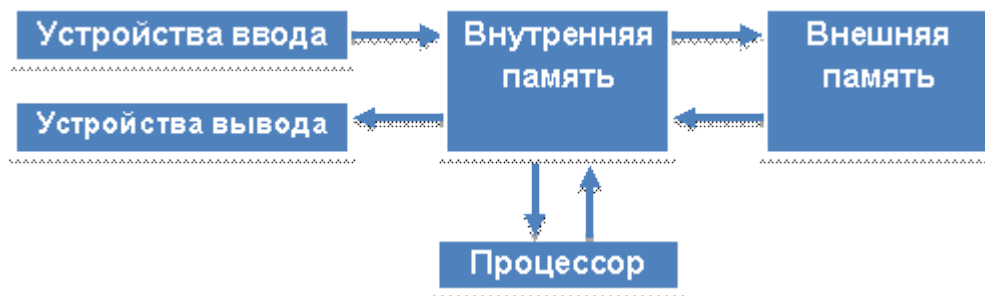 Устройства ввода
Устройства вывода
Внутренняя
память
Внешняя
память
Процессор